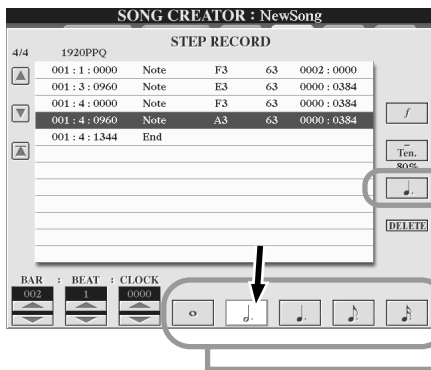 SONG CREATOR : NewSong
STEP RECORD
4/4 1920PPQ
001 : 1 : 0000 Note F3 63 0002 : 0000
001 : 3 : 0960 Note E3 63 0000 : 0384
001 : 4 : 0000 Note F3 63 0000 : 0384
001 : 4 : 0960 Note A3 63 0000 : 0384
001 : 4 : 1344 End
f
Ten.
80%
DELETE
BAR : BEAT : CLOCK
002 1 0000